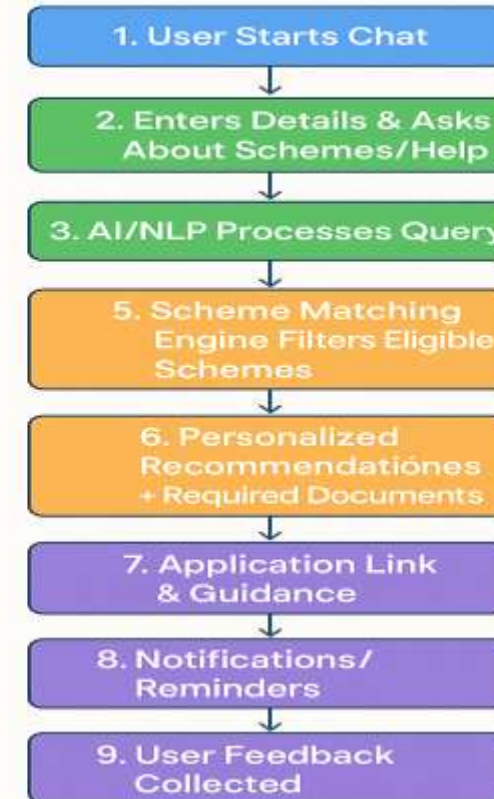 1. User Starts Chat
2. Enters Details & Asks
About Schemes/Help
3. AI/NLP Processes Query
5. Scheme Matching
Engine Filters Eligible
Schemes
6. Personalized
Recommendatiónes
+ Required Documents
7. Application Link
& Guidance
8. Notifications/
Reminders
9. User Feedback
Collected